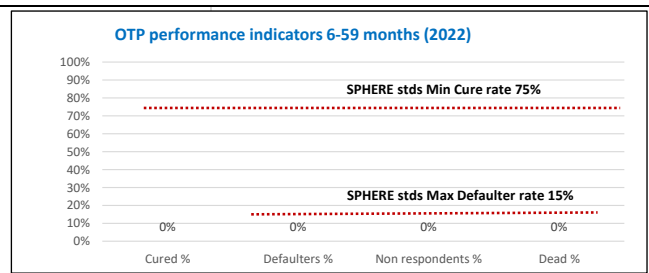 OTP performance indicators 6-59 months (2022)
100%
90%
SPHERE stds Min Cure rate 75%
80%
70%
60%
50%
40%
30%
SPHERE stds Max Defaulter rate 15%
20%
10%
0% 0% 0% 0%
0%
Cured % Defaulters % Non respondents % Dead %